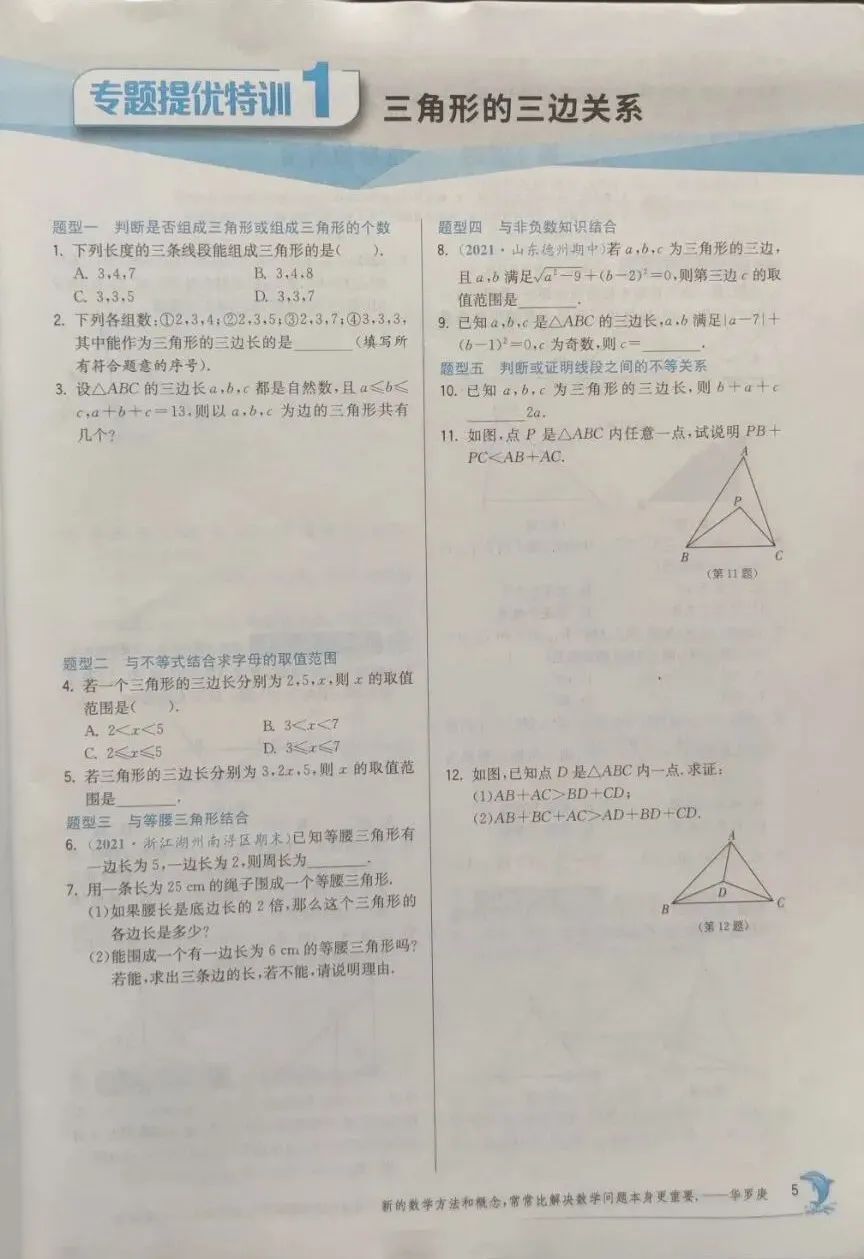 专题提优特训1 三角形的三边关系
题型一 判断是否组成三角形或组成三角形的个数
1. 下列长度的三条线段能组成三角形的是( ).
A. 3,4,7 B. 3,4,8
C. 3,3,5 D. 3,3,7
2. 下列各组数:①2,3,4;②2,3,5;③2,3,7;④3,3,3,
其中能作为三角形的三边长的是________(填写所
有符合题意的序号).
3. 设△ABC 的三边长 a,b,c 都是自然数,且 a≤b≤
c,a+b+c=13,则以 a,b,c 为边的三角形共有
几个?
题型二 与不等式结合求字母的取值范围
4. 若一个三角形的三边长分别为 2,5,x,则 x 的取值
范围是( ).
A. 2<x<5 B. 3<x<7
C. 2≤x≤5 D. 3≤x≤7
5. 若三角形的三边长分别为 3,2x,5,则 x 的取值范
围是________.
题型三 与等腰三角形结合
6. (2021·浙江湖州南浔区期末)已知等腰三角形有
一边长为 5,一边长为 2,则周长为________.
7. 用一条长为 25 cm 的绳子围成一个等腰三角形.
(1)如果腰长是底边长的 2 倍,那么这个三角形的
各边长是多少?
(2)能围成一个有一边长为 6 cm 的等腰三角形吗?
若能,求出三条边的长,若不能,请说明理由.
题型四 与非负数知识结合
8. (2021·山东德州期中)若 a,b,c 为三角形的三边,
且 a,b 满足√(a²-9)+(b-2)²=0,则第三边 c 的取
值范围是________.
9. 已知 a,b,c 是△ABC 的三边长,a,b 满足|a-7|+
(b-1)²=0,c 为奇数,则 c=________.
题型五 判断或证明线段之间的不等关系
10. 已知 a,b,c 为三角形的三边长,则 b+a+c
________2a.
11. 如图,点 P 是△ABC 内任意一点,试说明 PB+
PC<AB+AC.
A
P
B C
(第 11 题)
12. 如图,已知点 D 是△ABC 内一点.求证:
(1)AB+AC>BD+CD;
(2)AB+BC+AC>AD+BD+CD.
A
D
B C
(第 12 题)
新的数学方法和概念,常常比解决数学问题本身更重要.——华罗庚 5